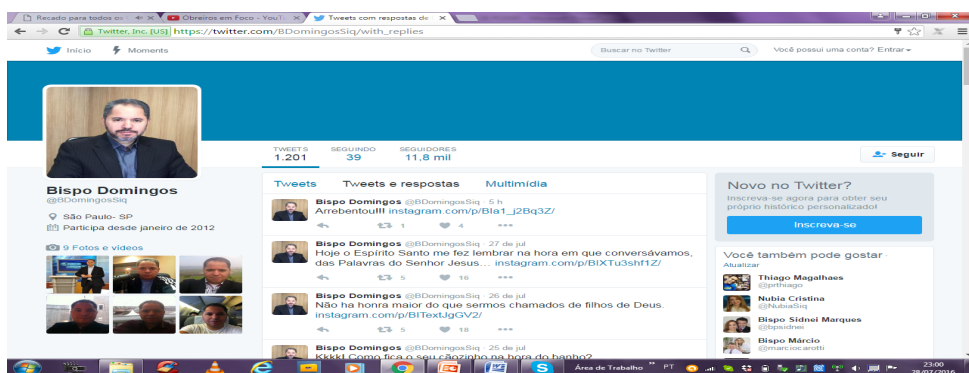 Recado para todos os
Obreiros em Foco - YouT
Tweets com respostas de
Twitter, Inc. [US] https://twitter.com/BDomingosSiq/with_replies
Início
Moments
Buscar no Twitter
Você possui uma conta? Entrar
TWEETS
1.201
SEGUINDO
39
SEGUIDORES
11,8 mil
Seguir
Bispo Domingos
@BDomingosSiq
São Paulo- SP
Participa desde janeiro de 2012
9 Fotos e vídeos
Tweets Tweets e respostas Multimídia
Bispo Domingos @BDomingosSiq · 5 h
Arrebentou!!! instagram.com/p/BIa1_j2Bq3Z/
1 4
Bispo Domingos @BDomingosSiq · 27 de jul
Hoje o Espírito Santo me fez lembrar na hora em que conversávamos,
das Palavras do Senhor Jesus... instagram.com/p/BIXTu3shf1Z/
5 16
Bispo Domingos @BDomingosSiq · 26 de jul
Não ha honra maior do que sermos chamados de filhos de Deus.
instagram.com/p/BITextJgGV2/
5 18
Bispo Domingos @BDomingosSiq · 25 de jul
Kkkk! Como fica o seu cãozinho na hora do banho?
Novo no Twitter?
Inscreva-se agora para obter seu
próprio histórico personalizado!
Inscreva-se
Você também pode gostar ·
Atualizar
Thiago Magalhaes
@prthiago
Nubia Cristina
@NubiaSiq
Bispo Sidnei Marques
@bpsidnei
Bispo Márcio
@marciocarotti
Área de Trabalho
PT
23:00
28/07/2016